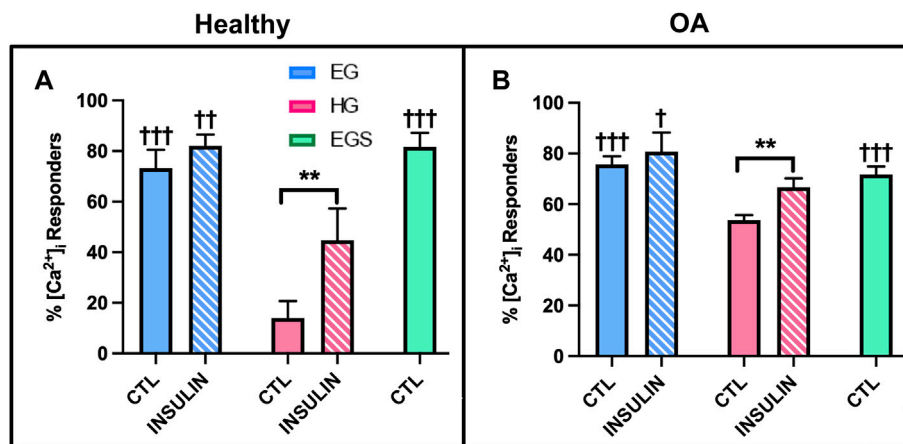 Healthy
OA
A
EG
HG
EGS
% [Ca²⁺]ᵢ Responders
100
80
60
40
20
0
†††
††
**
†††
CTL
INSULIN
CTL
INSULIN
CTL
B
% [Ca²⁺]ᵢ Responders
100
80
60
40
20
0
†††
†
**
†††
CTL
INSULIN
CTL
INSULIN
CTL